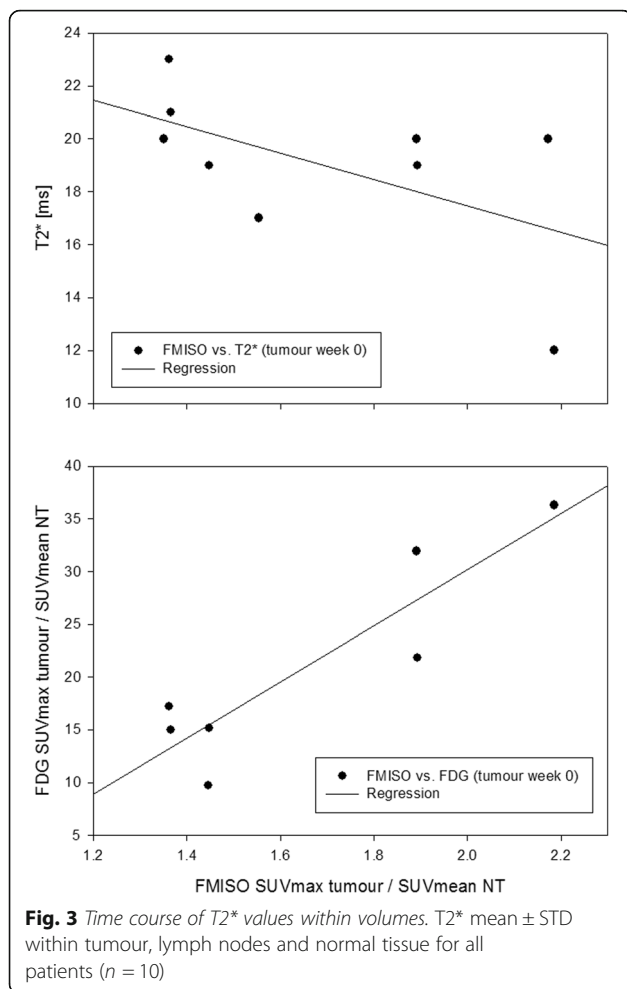 24
22
20
18
16
14
12
10
T2* [ms]
FMISO vs. T2* (tumour week 0)
Regression
40
35
30
25
20
15
10
5
FDG SUVmax tumour / SUVmean NT
FMISO vs. FDG (tumour week 0)
Regression
1.2 1.4 1.6 1.8 2.0 2.2
FMISO SUVmax tumour / SUVmean NT
Fig. 3 Time course of T2* values within volumes. T2* mean ± STD
within tumour, lymph nodes and normal tissue for all
patients (n = 10)